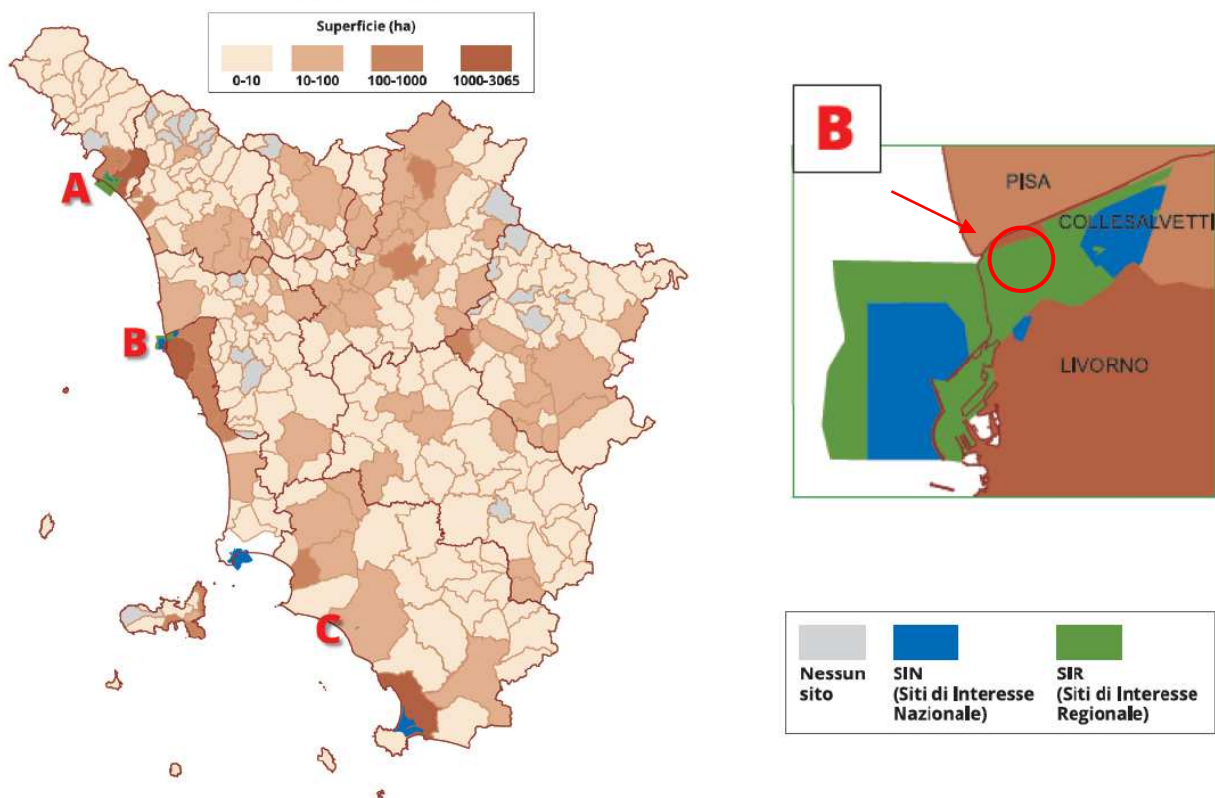 Superficie (ha)
0-10
10-100
100-1000
1000-3065
A
B
C
B
PISA
COLLESALVETTI
LIVORNO
Nessun
sito
SIN
(Siti di Interesse
Nazionale)
SIR
(Siti di Interesse
Regionale)